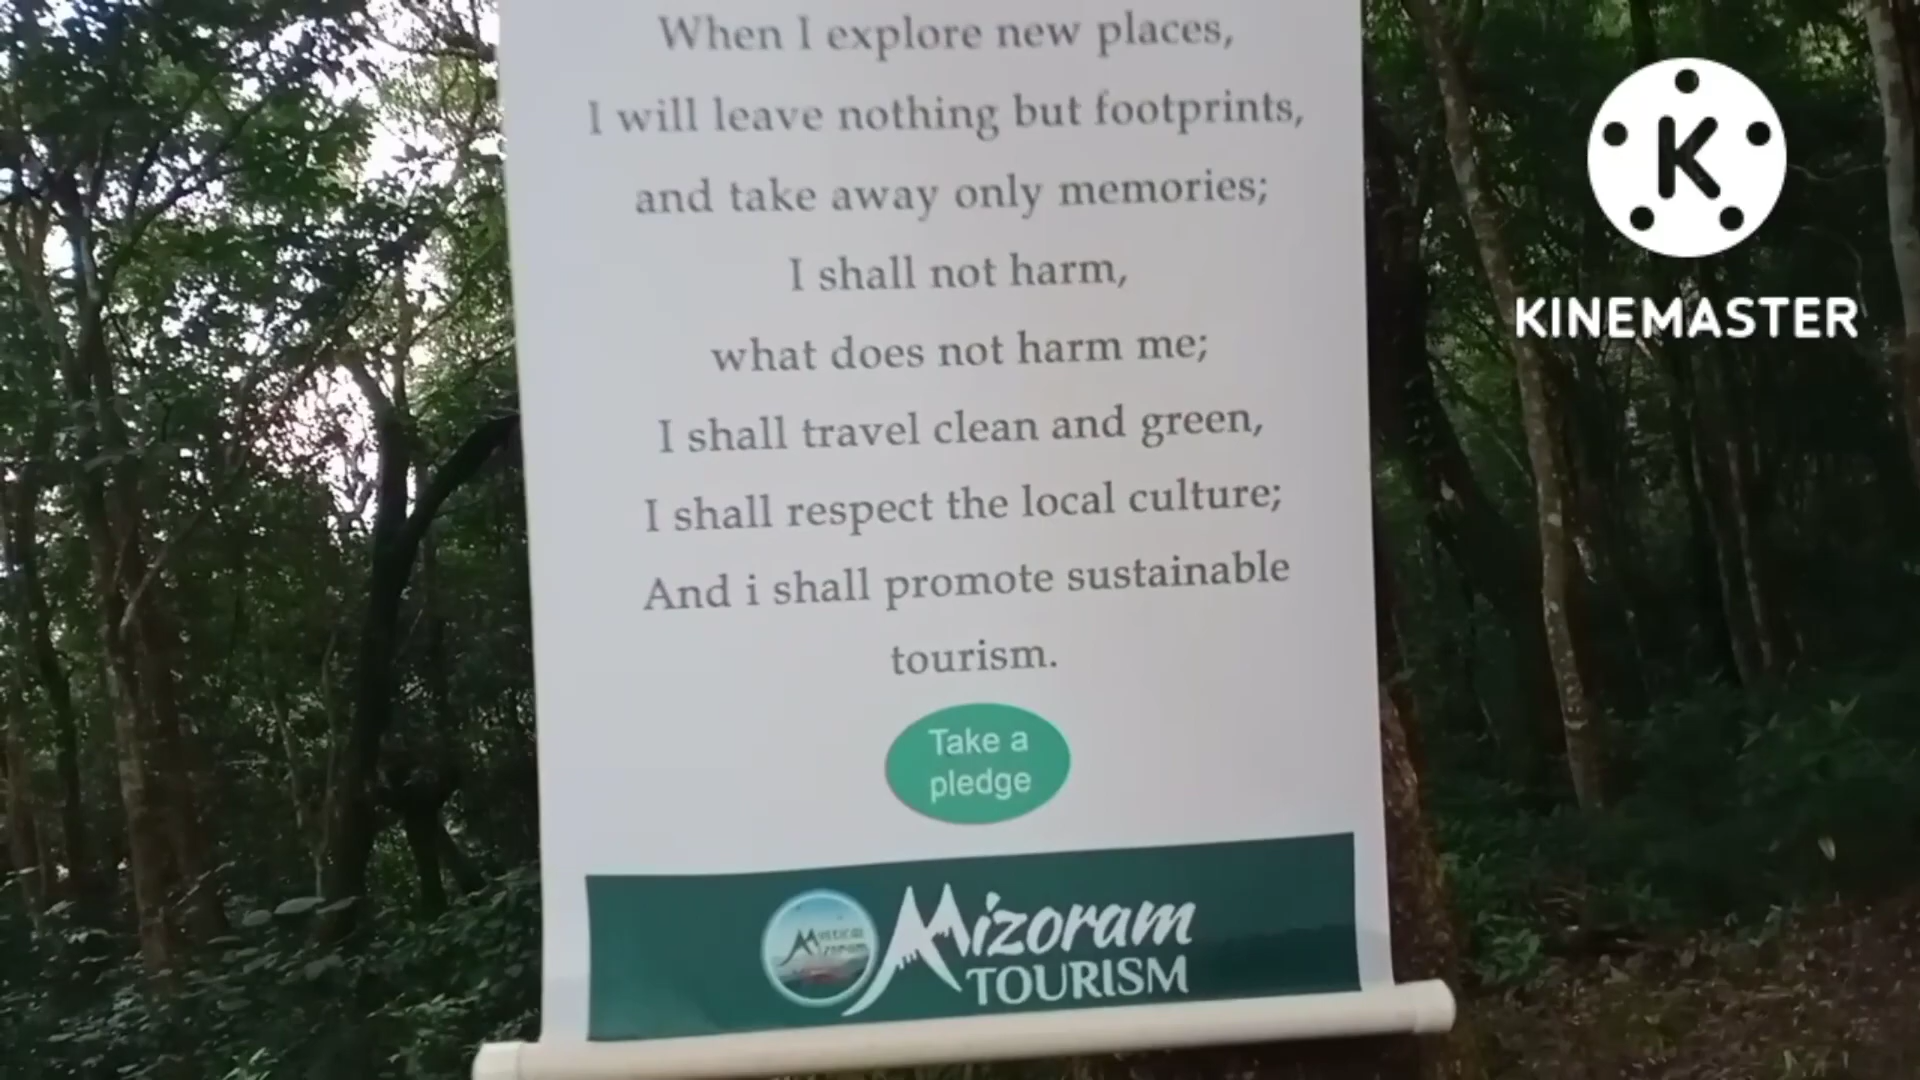 When I explore new places,
I will leave nothing but footprints,
and take away only memories;
I shall not harm,
what does not harm me;
I shall travel clean and green,
I shall respect the local culture;
And i shall promote sustainable
tourism.
Take a
pledge
Mizoram
TOURISM
K
KINEMASTER